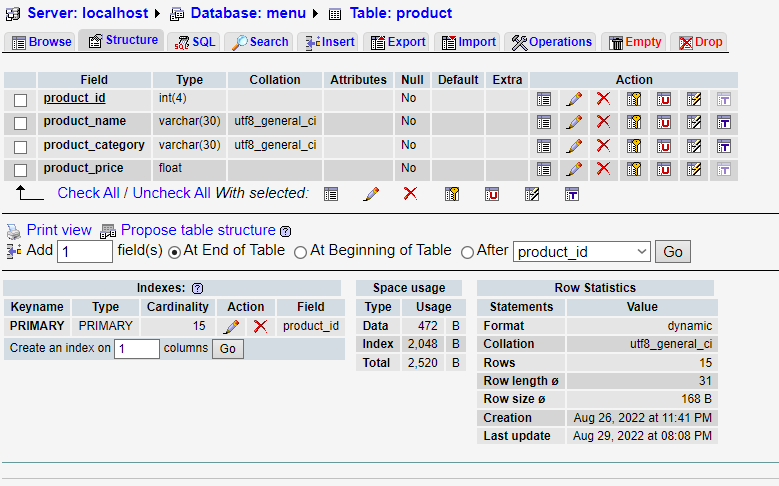 Server: localhost Database: menu Table: product
Browse Structure SQL Search Insert Export Import Operations Empty Drop
Field Type Collation Attributes Null Default Extra Action
product_id int(4) No
product_name varchar(30) utf8_general_ci No
product_category varchar(30) utf8_general_ci No
product_price float No
Check All / Uncheck All With selected:
Print view Propose table structure
Add 1 field(s) At End of Table At Beginning of Table After product_id Go
Indexes:
Keyname Type Cardinality Action Field
PRIMARY PRIMARY 15 product_id
Create an index on 1 columns Go
Space usage
Type Usage
Data 472 B
Index 2,048 B
Total 2,520 B
Row Statistics
Statements Value
Format dynamic
Collation utf8_general_ci
Rows 15
Row length ø 31
Row size ø 168 B
Creation Aug 26, 2022 at 11:41 PM
Last update Aug 29, 2022 at 08:08 PM